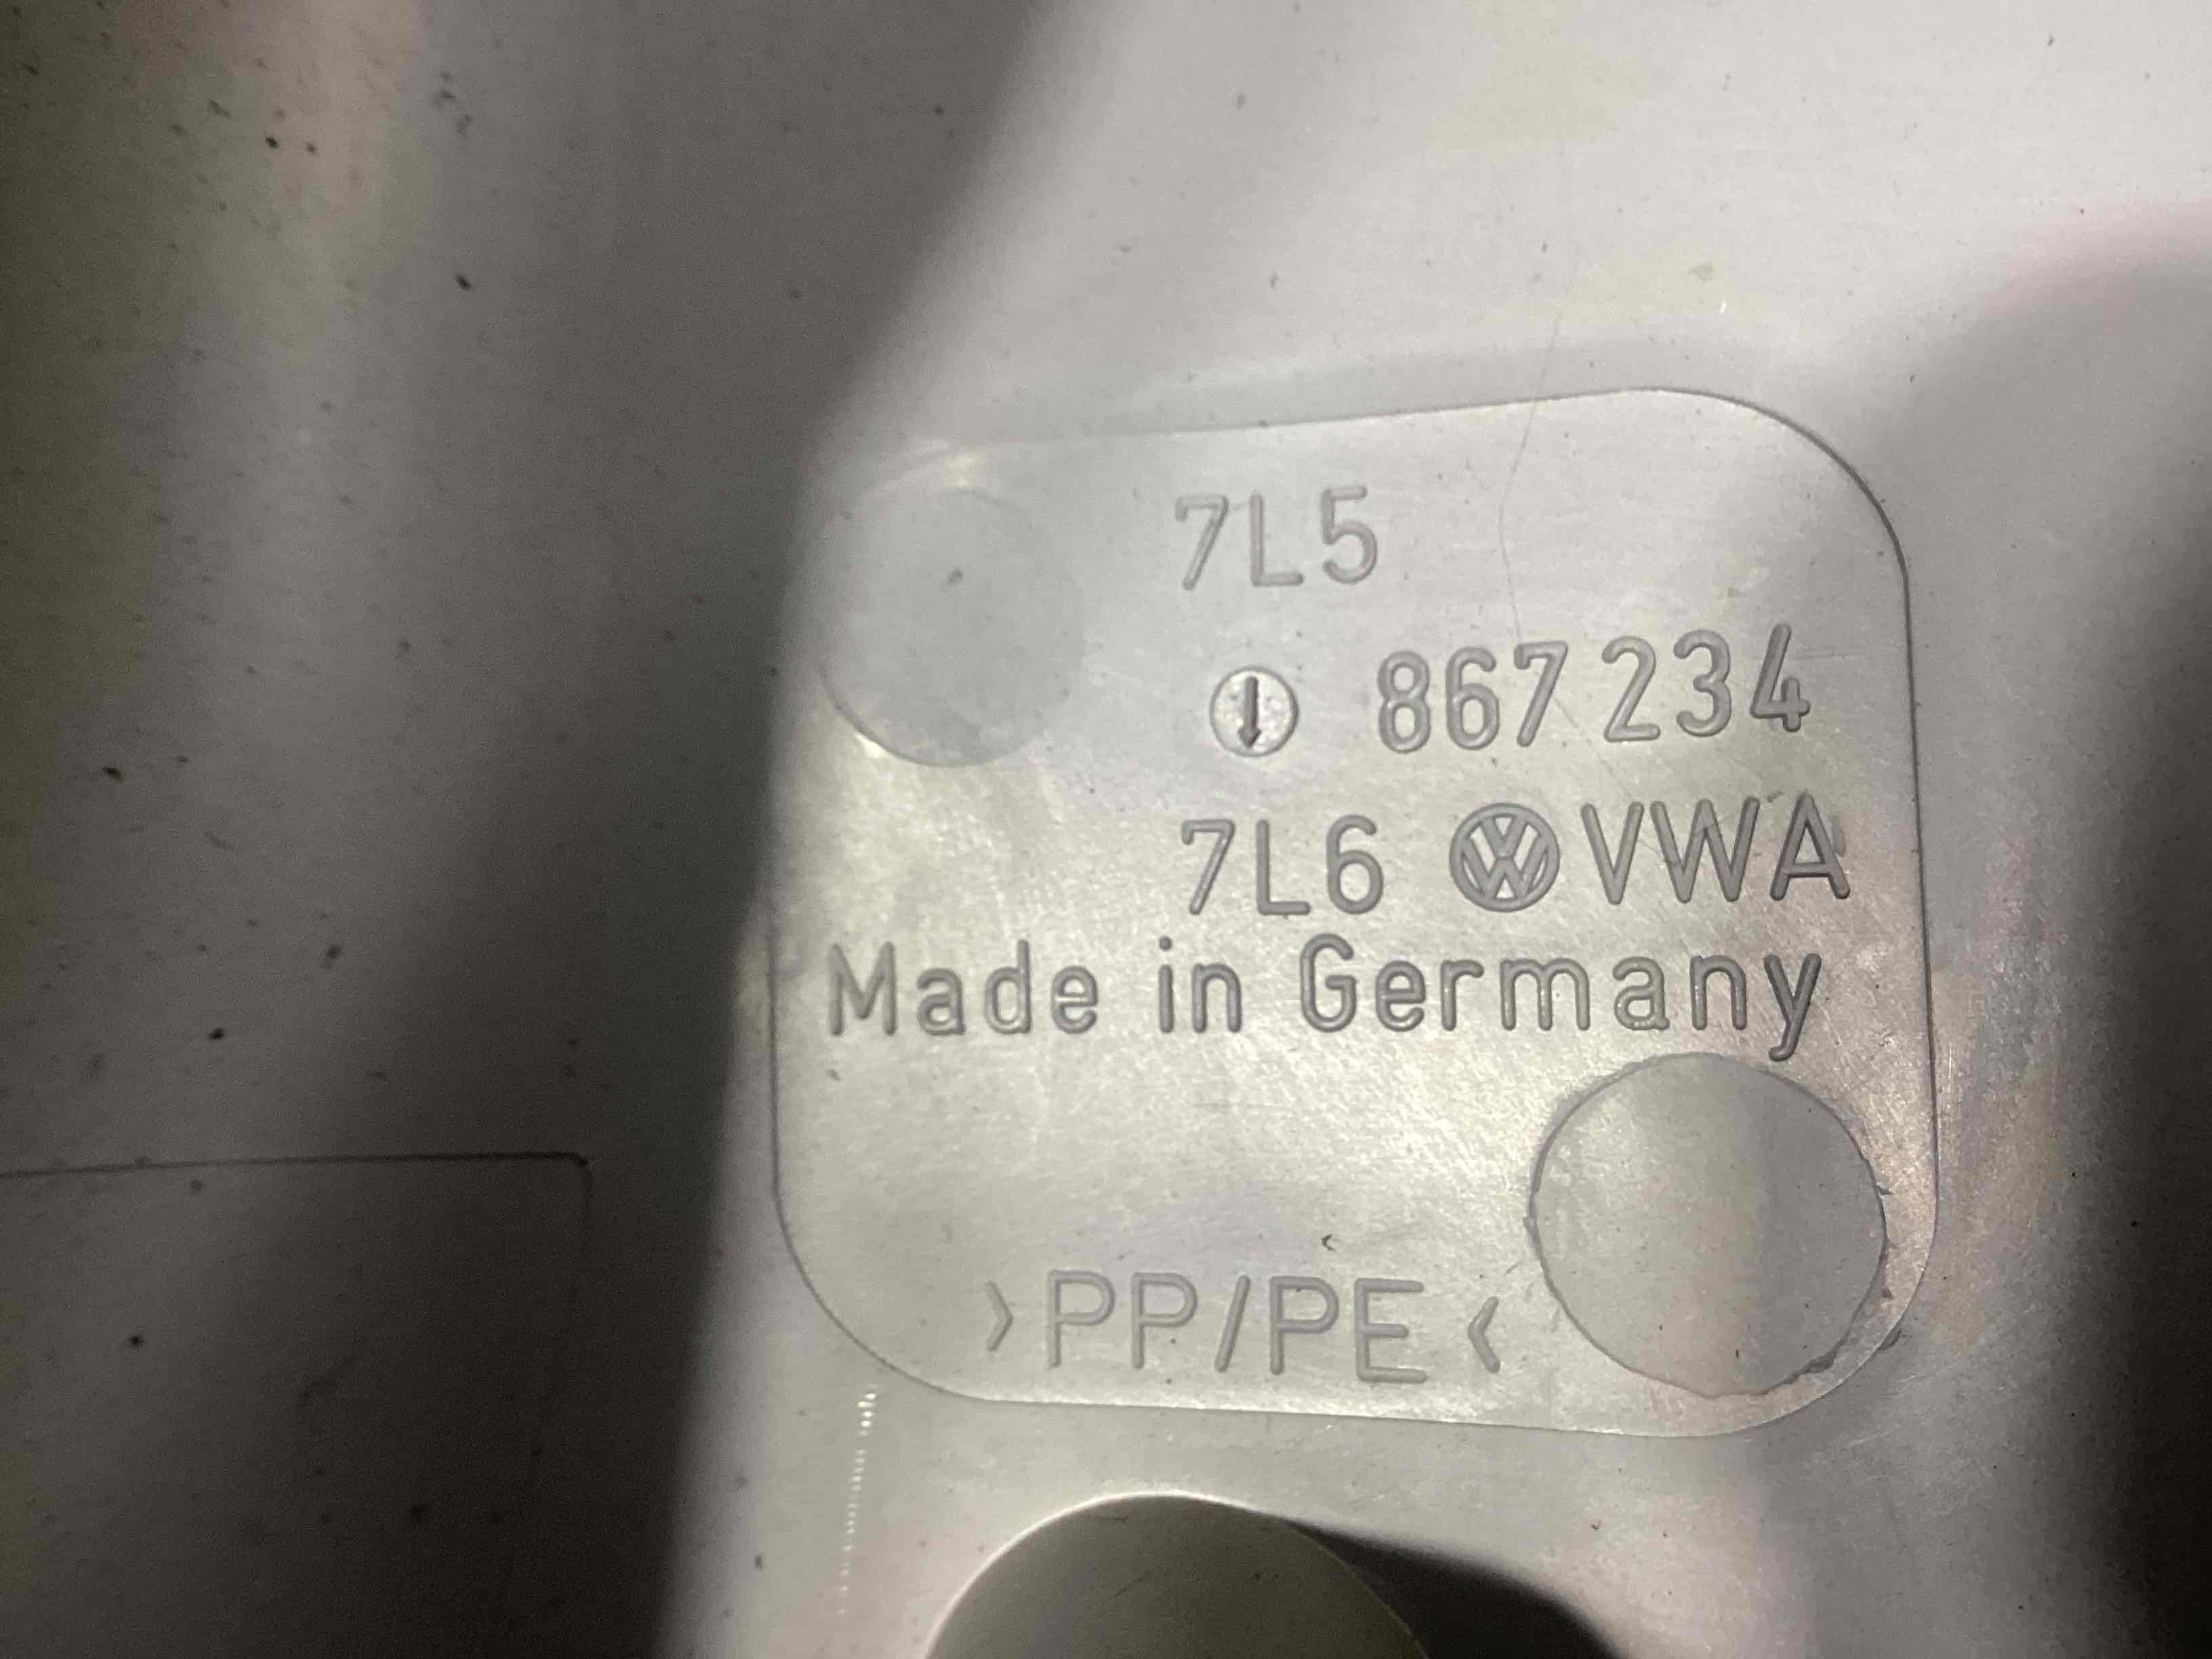 7L5
867 234
7L6 VWA
Made in Germany
>PP/PE<